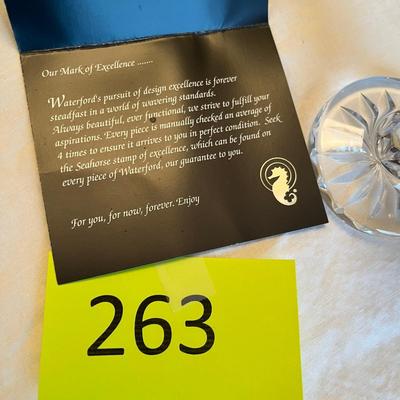 Our Mark of Excellence .......
Waterford's pursuit of design excellence is forever
steadfast in a world of wavering standards.
Always beautiful, ever functional, we strive to fulfill your
aspirations. Every piece is manually checked an average of
4 times to ensure it arrives to you in perfect condition. Seek
the Seahorse stamp of excellence, which can be found on
every piece of Waterford, our guarantee to you.
For you, for now, forever. Enjoy
263